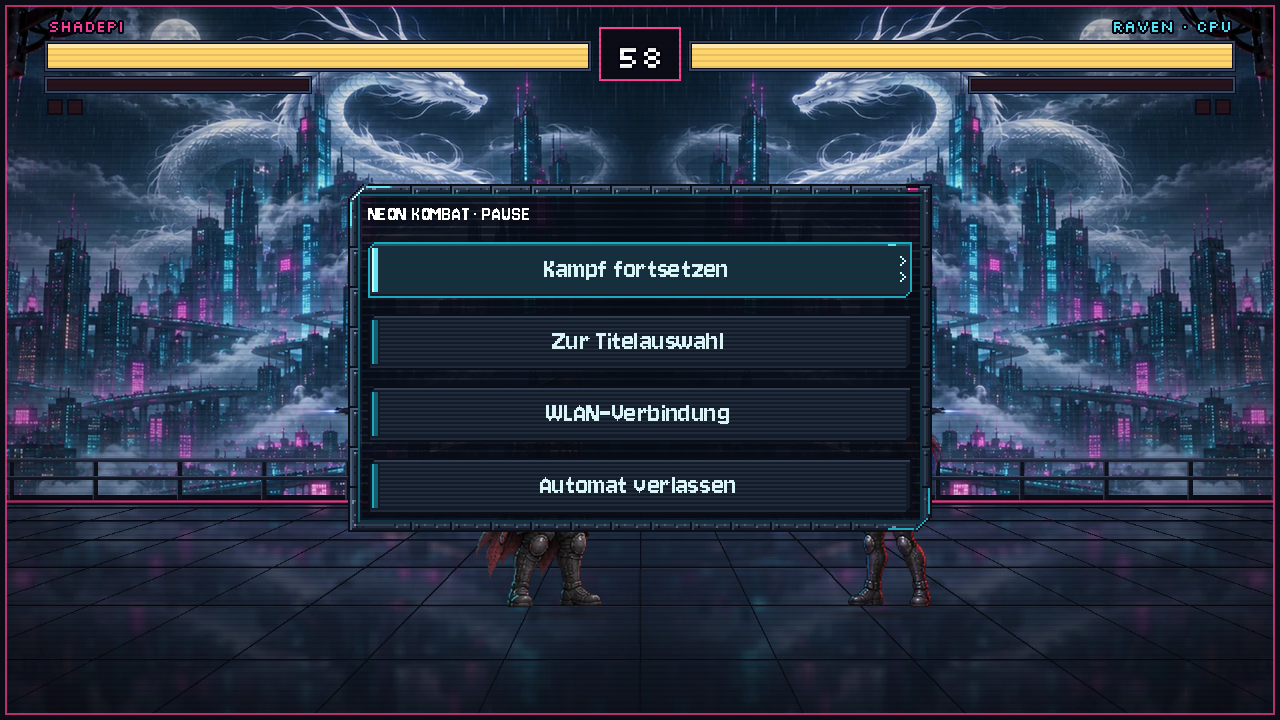 SHADEPI
58
RAVEN · CPU
NEON KOMBAT · PAUSE
Kampf fortsetzen
Zur Titelauswahl
WLAN-Verbindung
Automat verlassen